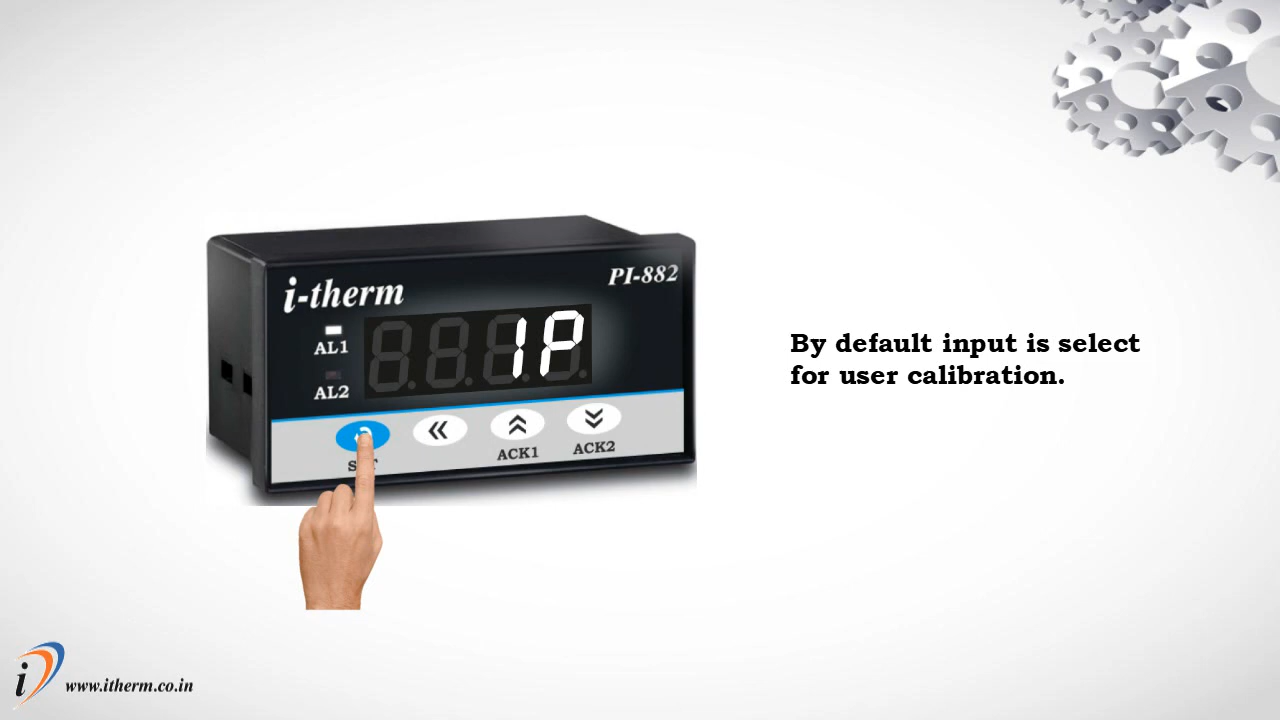 i-therm
PI-882
AL1
AL2
1P
ACK1
ACK2
By default input is select
for user calibration.
i
www.itherm.co.in